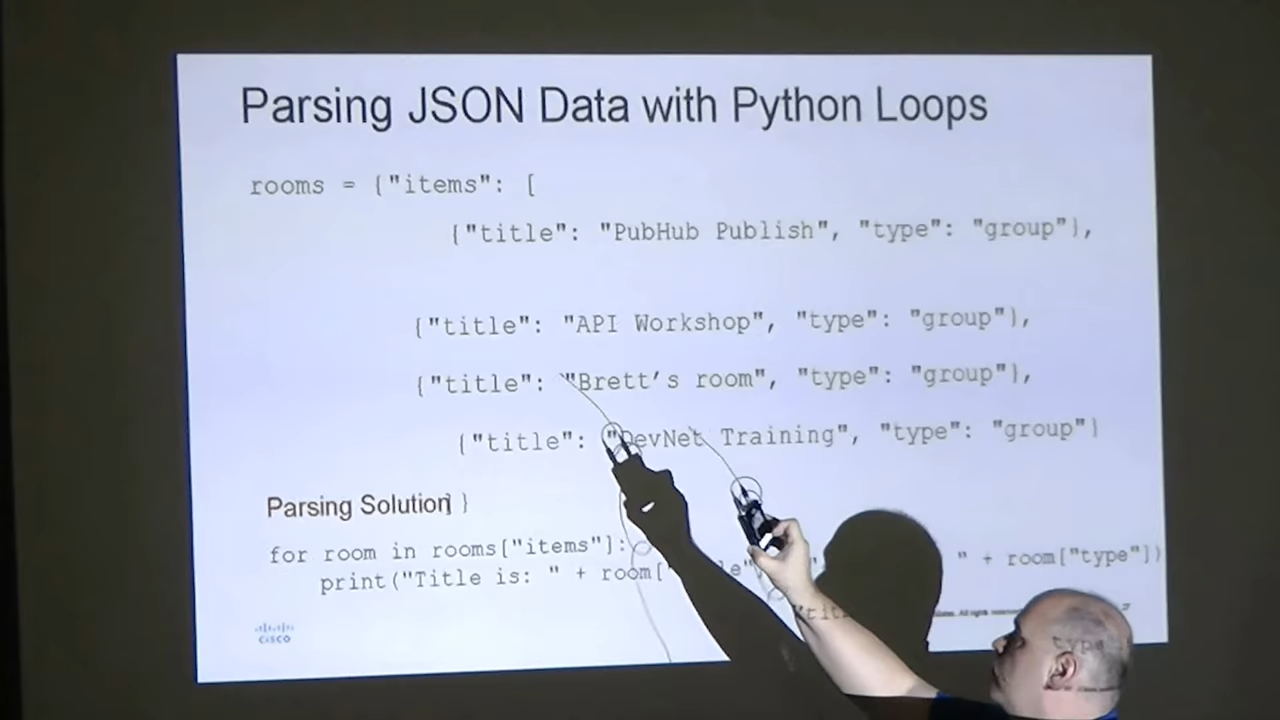 Parsing JSON Data with Python Loops
rooms = {"items": [
{"title": "PubHub Publish", "type": "group"},
{"title": "API Workshop", "type": "group"},
{"title": "Brett's room", "type": "group"},
{"title": "DevNet Training", "type": "group"}
Parsing Solution] }
for room in rooms["items"]:
print("Title is: " + room[ " + room["type"])
CISCO